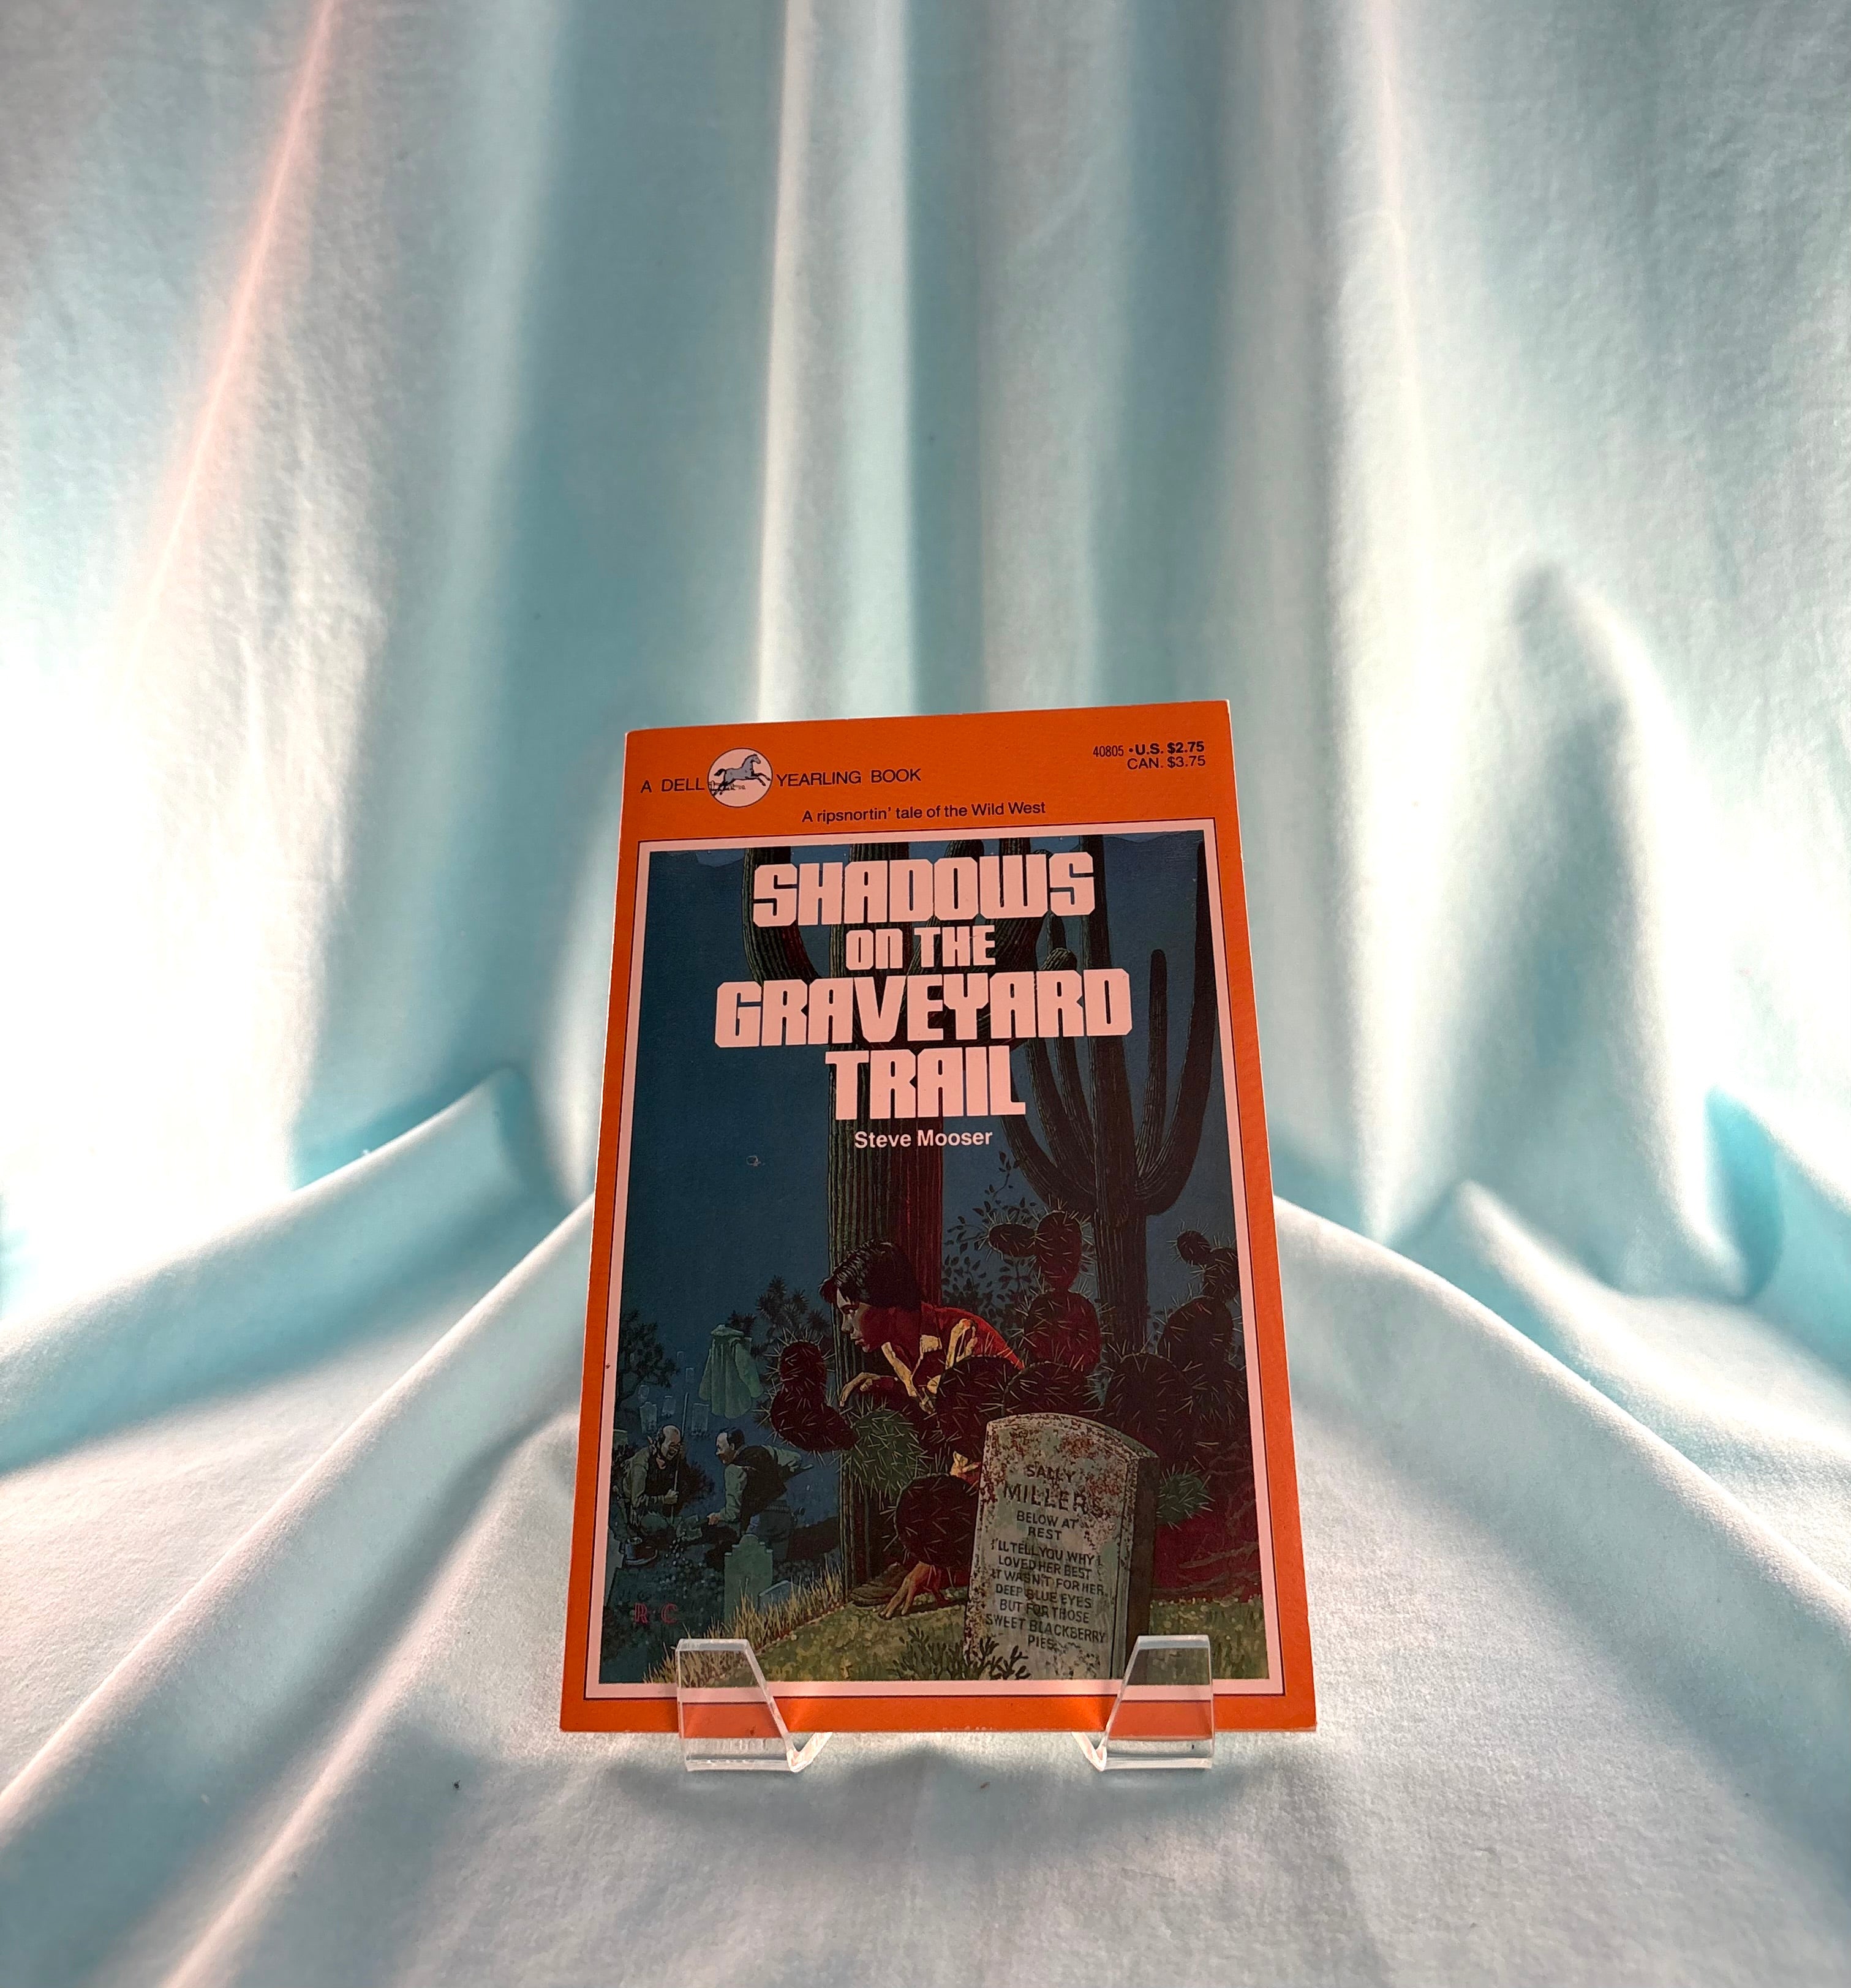 A DELL YEARLING BOOK
40805 • U.S. $2.75
CAN. $3.75
A ripsnortin' tale of the Wild West
SHADOWS
ON THE
GRAVEYARD
TRAIL
Steve Mooser
SALLY
MILLERS
BELOW AT
REST
I'LL TELL YOU WHY I
LOVED HER BEST
IT WASN'T FOR HER
DEEP BLUE EYES
BUT FOR THOSE
SWEET BLACKBERRY
PIES
R C